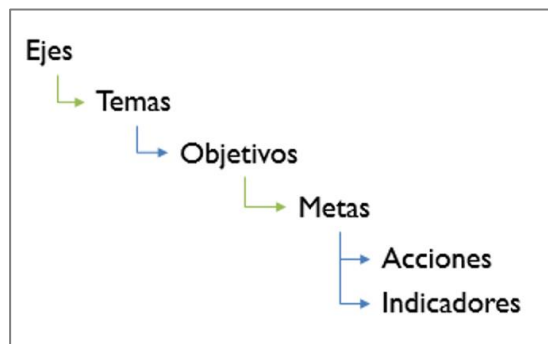 Ejes
Temas
Objetivos
Metas
Acciones
Indicadores